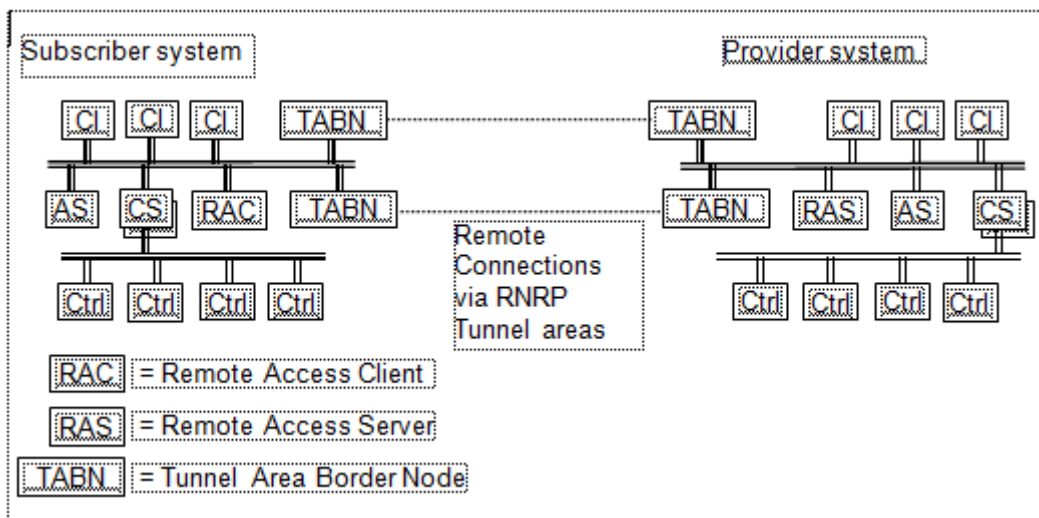 Subscriber system
Provider system
CI CI CI TABN
TABN CI CI CI
AS CS RAC TABN
TABN RAS AS CS
Remote
Connections
via RNRP
Tunnel areas
Ctrl Ctrl Ctrl Ctrl
Ctrl Ctrl Ctrl Ctrl
RAC = Remote Access Client
RAS = Remote Access Server
TABN = Tunnel Area Border Node